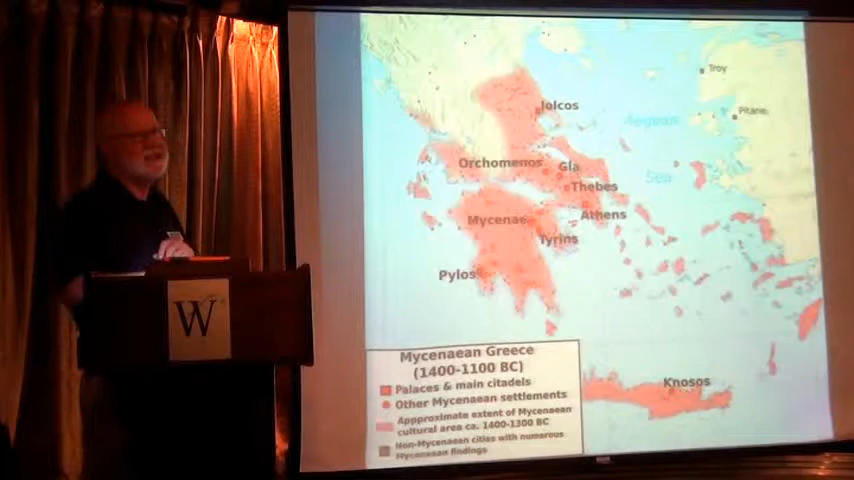 Troy
Pitane
Iolcos
Aegean
Orchomenos
Gla
Sea
Thebes
Mycenae
Athens
Tyrins
Pylos
Knosos
Mycenaean Greece
(1400-1100 BC)
Palaces & main citadels
Other Mycenaean settlements
Appproximate extent of Mycenaean
cultural area ca. 1400-1300 BC
Non-Mycenaean cities with numerous
Mycenaean findings
W